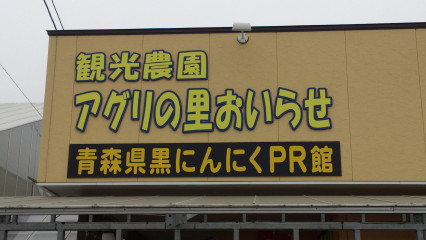 観光農園
アグリの里おいらせ
青森県黒にんにくPR館